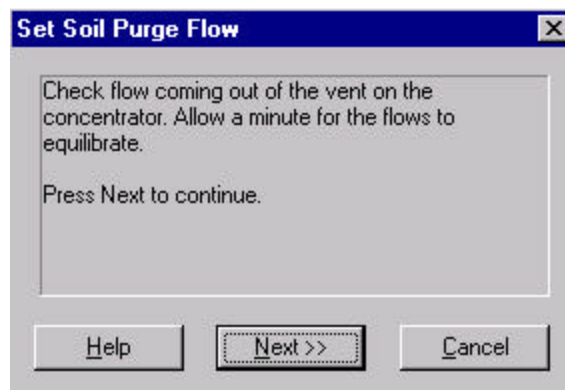 Set Soil Purge Flow
Check flow coming out of the vent on the
concentrator. Allow a minute for the flows to
equilibrate.
Press Next to continue.
Help
Next >>
Cancel